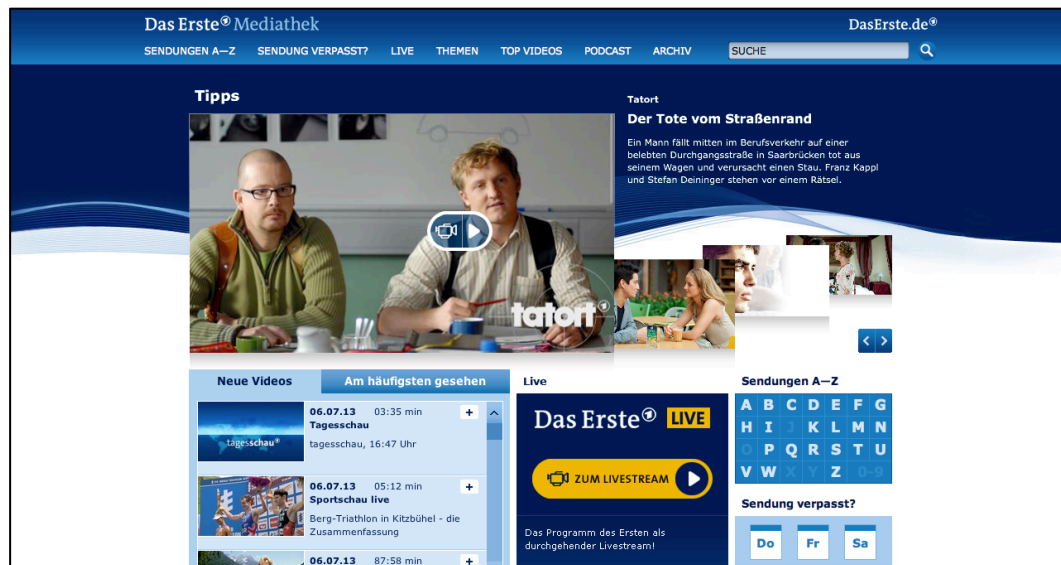 Das Erste Mediathek
DasErste.de
SENDUNGEN A—Z SENDUNG VERPASST? LIVE THEMEN TOP VIDEOS PODCAST ARCHIV SUCHE
Tipps
Tatort
Der Tote vom Straßenrand
Ein Mann fällt mitten im Berufsverkehr auf einer
belebten Durchgangsstraße in Saarbrücken tot aus
seinem Wagen und verursacht einen Stau. Franz Kappl
und Stefan Deininger stehen vor einem Rätsel.
tatort
Neue Videos
Am häufigsten gesehen
06.07.13 03:35 min +
Tagesschau
tagesschau, 16:47 Uhr
tagesschau
06.07.13 05:12 min +
Sportschau live
Berg-Triathlon in Kitzbühel - die
Zusammenfassung
06.07.13 87:58 min +
Live
Das Erste LIVE
ZUM LIVESTREAM
Das Programm des Ersten als
durchgehender Livestream!
Sendungen A—Z
A B C D E F G
H I J K L M N
O P Q R S T U
V W X Y Z 0-9
Sendung verpasst?
Do Fr Sa